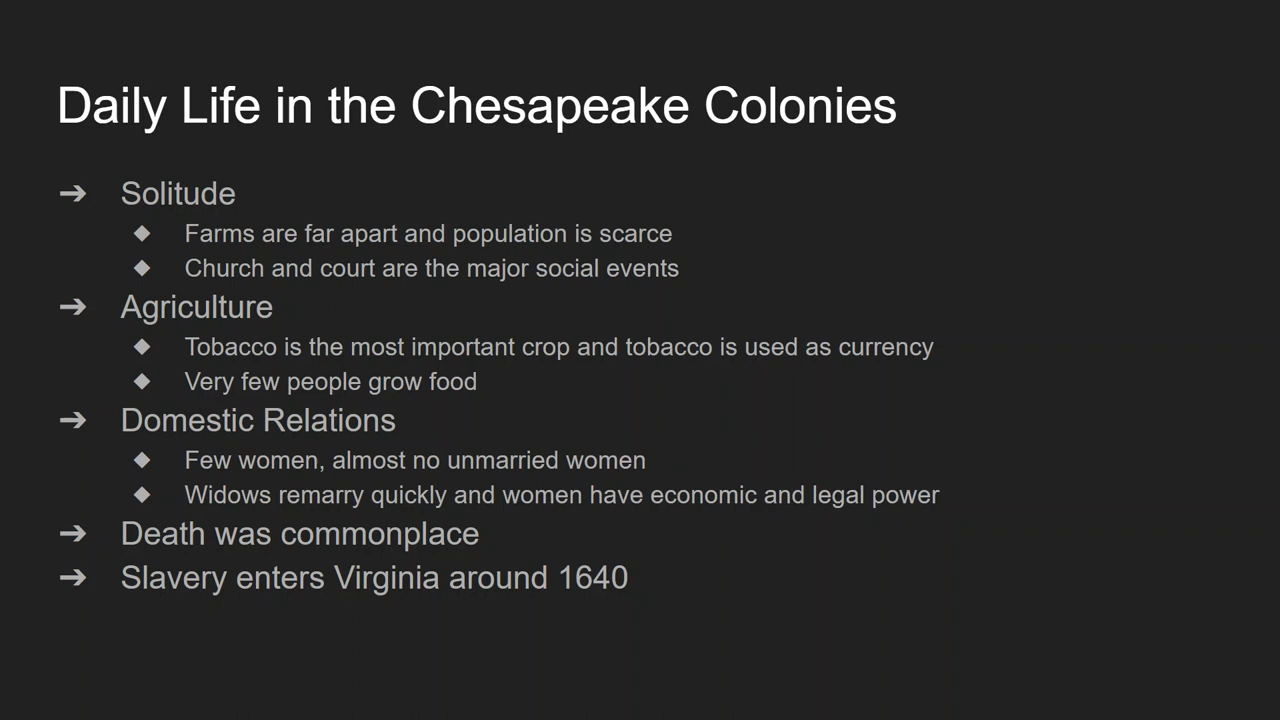 Daily Life in the Chesapeake Colonies
➔ Solitude
◆ Farms are far apart and population is scarce
◆ Church and court are the major social events
➔ Agriculture
◆ Tobacco is the most important crop and tobacco is used as currency
◆ Very few people grow food
➔ Domestic Relations
◆ Few women, almost no unmarried women
◆ Widows remarry quickly and women have economic and legal power
➔ Death was commonplace
➔ Slavery enters Virginia around 1640